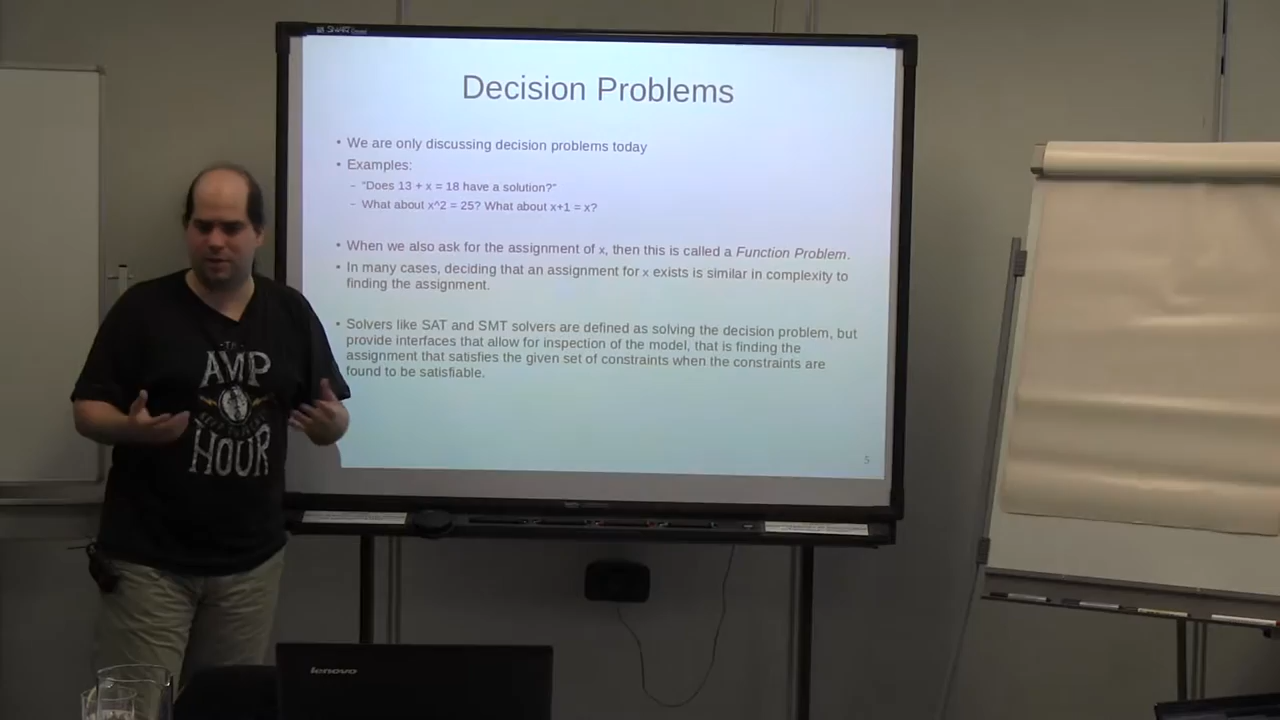 SMART
Decision Problems
• We are only discussing decision problems today
• Examples:
– "Does 13 + x = 18 have a solution?"
– What about x^2 = 25? What about x+1 = x?
• When we also ask for the assignment of x, then this is called a Function Problem.
• In many cases, deciding that an assignment for x exists is similar in complexity to
finding the assignment.
• Solvers like SAT and SMT solvers are defined as solving the decision problem, but
provide interfaces that allow for inspection of the model, that is finding the
assignment that satisfies the given set of constraints when the constraints are
found to be satisfiable.
5
AMP
HOUR
lenovo